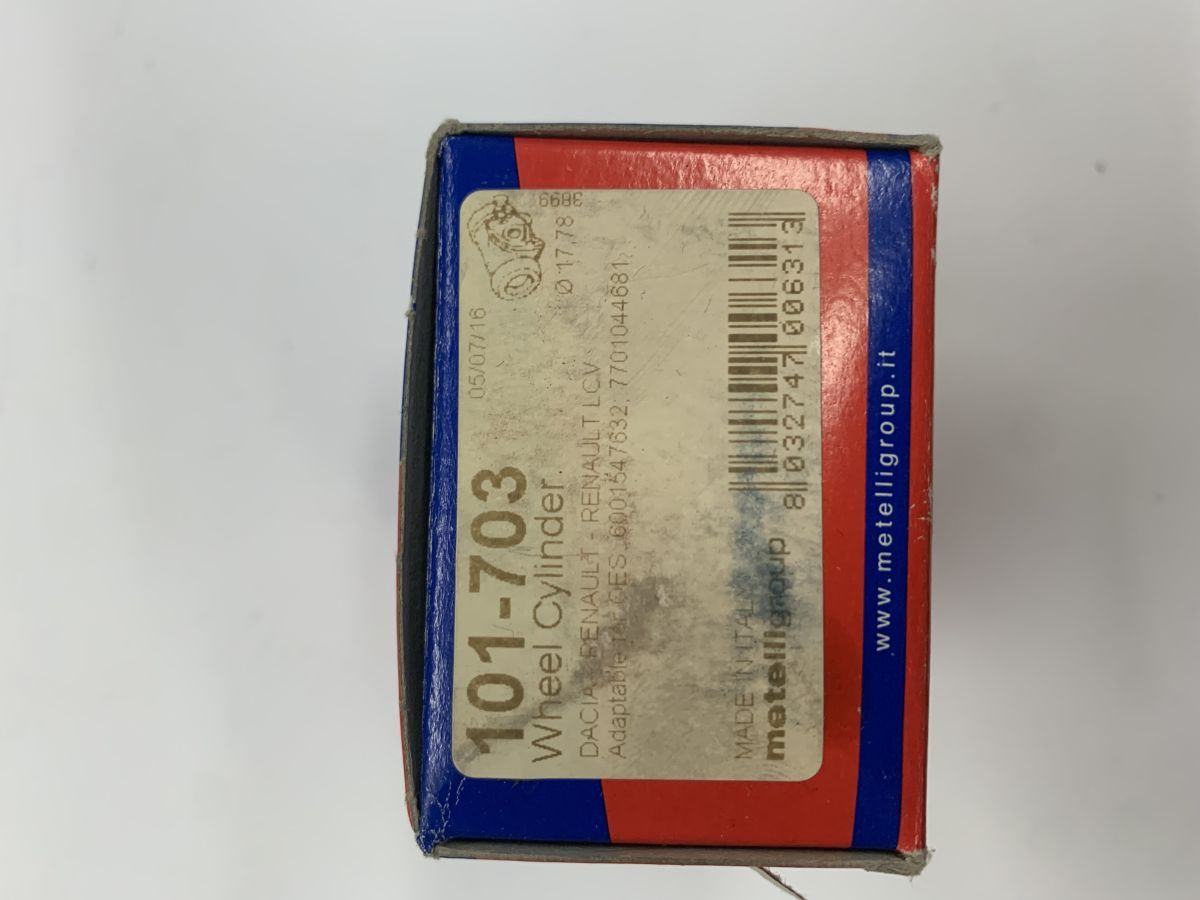 101-703
05/07/16
Wheel Cylinder
Ø 17,78
3899
DACIA - RENAULT - RENAULT LCV
Adaptable for OES: 6001547632; 7701044681;
MADE IN ITALY
metelligroup
8 032747 006313
www.metelligroup.it